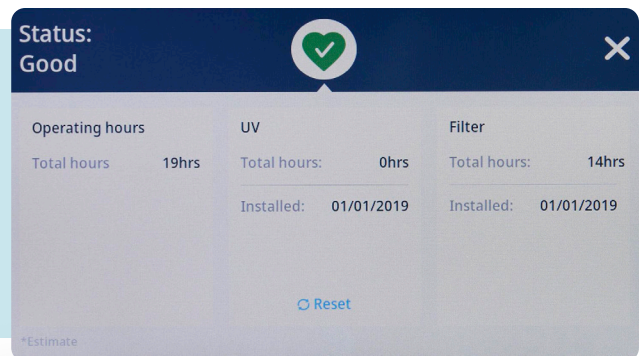 Status:
Good
Operating hours
Total hours 19hrs
UV
Total hours: 0hrs
Installed: 01/01/2019
Reset
Filter
Total hours: 14hrs
Installed: 01/01/2019
*Estimate